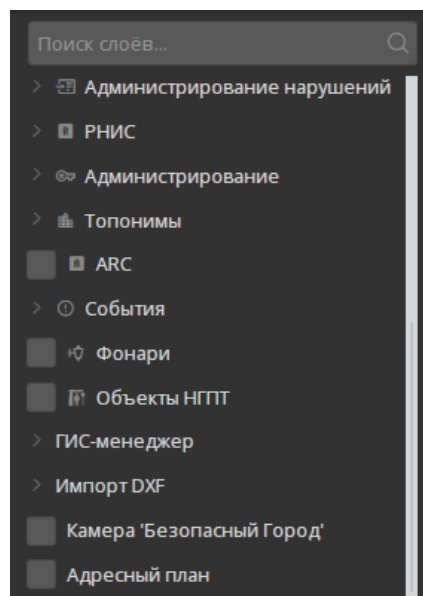 Поиск слоёв...
Администрирование нарушений
R РНИС
Администрирование
Топонимы
A ARC
События
Фонари
Объекты НГПТ
ГИС-менеджер
Импорт DXF
Камера 'Безопасный Город'
Адресный план